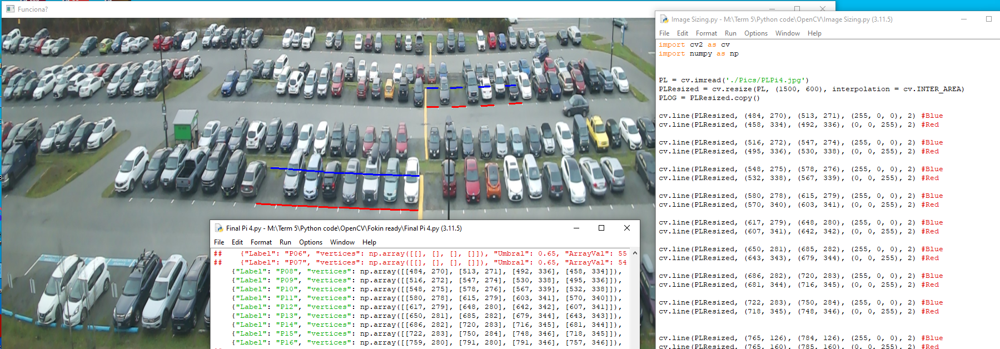 Funciona?
Image Sizing.py - M:\Term 5\Python code\OpenCV\Image Sizing.py (3.11.5)
File Edit Format Run Options Window Help
import cv2 as cv
import numpy as np
PL = cv.imread('./Pics/PLPi4.jpg')
PLResized = cv.resize(PL, (1500, 600), interpolation = cv.INTER_AREA)
PLOG = PLResized.copy()
cv.line(PLResized, (484, 270), (513, 271), (255, 0, 0), 2) #Blue
cv.line(PLResized, (458, 334), (492, 336), (0, 0, 255), 2) #Red
cv.line(PLResized, (516, 272), (547, 274), (255, 0, 0), 2) #Blue
cv.line(PLResized, (495, 336), (530, 338), (0, 0, 255), 2) #Red
cv.line(PLResized, (548, 275), (578, 276), (255, 0, 0), 2) #Blue
cv.line(PLResized, (532, 338), (567, 339), (0, 0, 255), 2) #Red
cv.line(PLResized, (580, 278), (615, 279), (255, 0, 0), 2) #Blue
cv.line(PLResized, (570, 340), (603, 341), (0, 0, 255), 2) #Red
cv.line(PLResized, (617, 279), (648, 280), (255, 0, 0), 2) #Blue
cv.line(PLResized, (607, 341), (642, 342), (0, 0, 255), 2) #Red
cv.line(PLResized, (650, 281), (685, 282), (255, 0, 0), 2) #Blue
cv.line(PLResized, (643, 343), (679, 344), (0, 0, 255), 2) #Red
cv.line(PLResized, (686, 282), (720, 283), (255, 0, 0), 2) #Blue
cv.line(PLResized, (681, 344), (716, 345), (0, 0, 255), 2) #Red
cv.line(PLResized, (722, 283), (750, 284), (255, 0, 0), 2) #Blue
cv.line(PLResized, (718, 345), (748, 346), (0, 0, 255), 2) #Red
cv.line(PLResized, (765, 126), (784, 126), (255, 0, 0), 2) #Blue
cv.line(PLResized, (765, 160), (785, 160), (0, 0, 255), 2) #Red
Final Pi 4.py - M:\Term 5\Python code\OpenCV\Fokin ready\Final Pi 4.py (3.11.5)
File Edit Format Run Options Window Help
## {"Label": "P06", "vertices": np.array([[[], [], [], []]), "Umbral": 0.65, "ArrayVal": 55
## {"Label": "P07", "vertices": np.array([[[], [], [], []]), "Umbral": 0.65, "ArrayVal": 54
{"Label": "P08", "vertices": np.array([[484, 270], [513, 271], [492, 336], [458, 334]]),
{"Label": "P09", "vertices": np.array([[516, 272], [547, 274], [530, 338], [495, 336]]),
{"Label": "P10", "vertices": np.array([[548, 275], [578, 276], [567, 339], [532, 338]]),
{"Label": "P11", "vertices": np.array([[580, 278], [615, 279], [603, 341], [570, 340]]),
{"Label": "P12", "vertices": np.array([[617, 279], [648, 280], [642, 342], [607, 341]]),
{"Label": "P13", "vertices": np.array([[650, 281], [685, 282], [679, 344], [643, 343]]),
{"Label": "P14", "vertices": np.array([[686, 282], [720, 283], [716, 345], [681, 344]]),
{"Label": "P15", "vertices": np.array([[722, 283], [750, 284], [748, 346], [718, 345]]),
{"Label": "P16", "vertices": np.array([[759, 280], [791, 280], [791, 346], [757, 346]]),
##